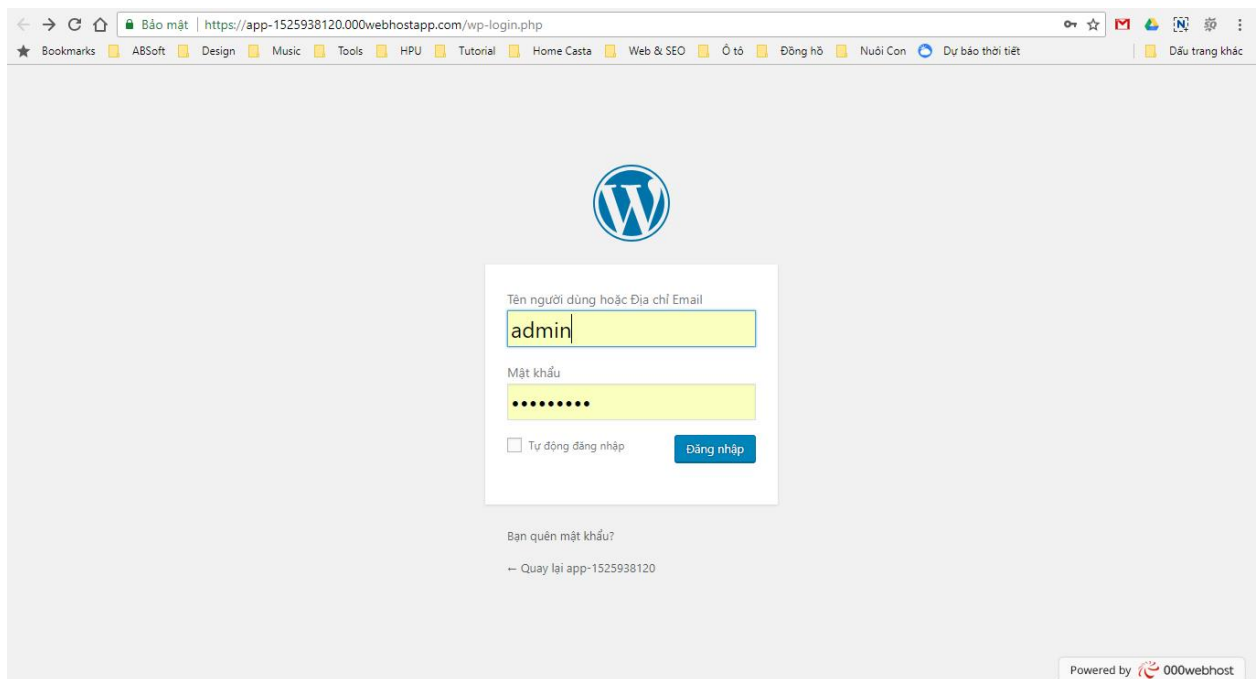 Bảo mật | https://app-1525938120.000webhostapp.com/wp-login.php
Bookmarks ABSoft Design Music Tools HPU Tutorial Home Casta Web & SEO Ô tô Đồng hồ Nuôi Con Dự báo thời tiết Dấu trang khác
Tên người dùng hoặc Địa chỉ Email
admin
Mật khẩu
•••••••••
Tự động đăng nhập Đăng nhập
Bạn quên mật khẩu?
← Quay lại app-1525938120
Powered by 000webhost